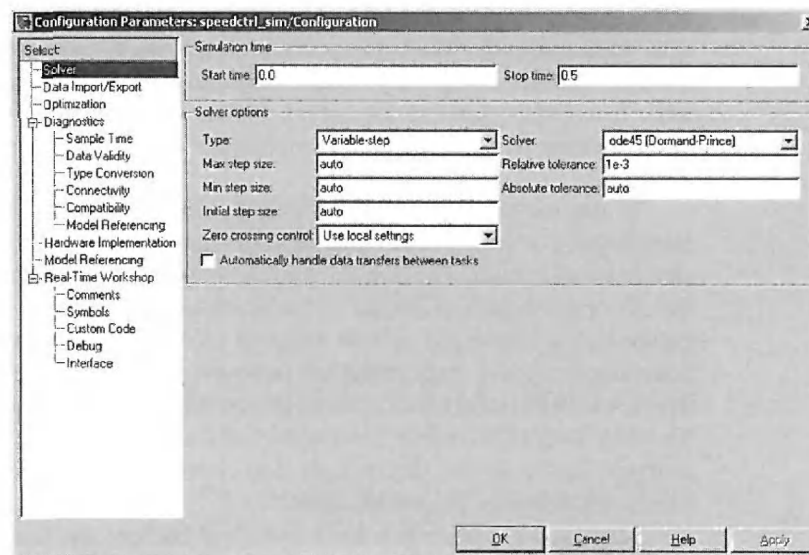 Configuration Parameters: speedctrl_sim/Configuration
Select:
Solver
Data Import/Export
Optimization
Diagnostics
Sample Time
Data Validity
Type Conversion
Connectivity
Compatibility
Model Referencing
Hardware Implementation
Model Referencing
Real-Time Workshop
Comments
Symbols
Custom Code
Debug
Interface
Simulation time
Start time: 0.0 Stop time: 0.5
Solver options
Type: Variable-step Solver: ode45 (Dormand-Prince)
Max step size: auto Relative tolerance: 1e-3
Min step size: auto Absolute tolerance: auto
Initial step size: auto
Zero crossing control: Use local settings
Automatically handle data transfers between tasks
OK Cancel Help Apply